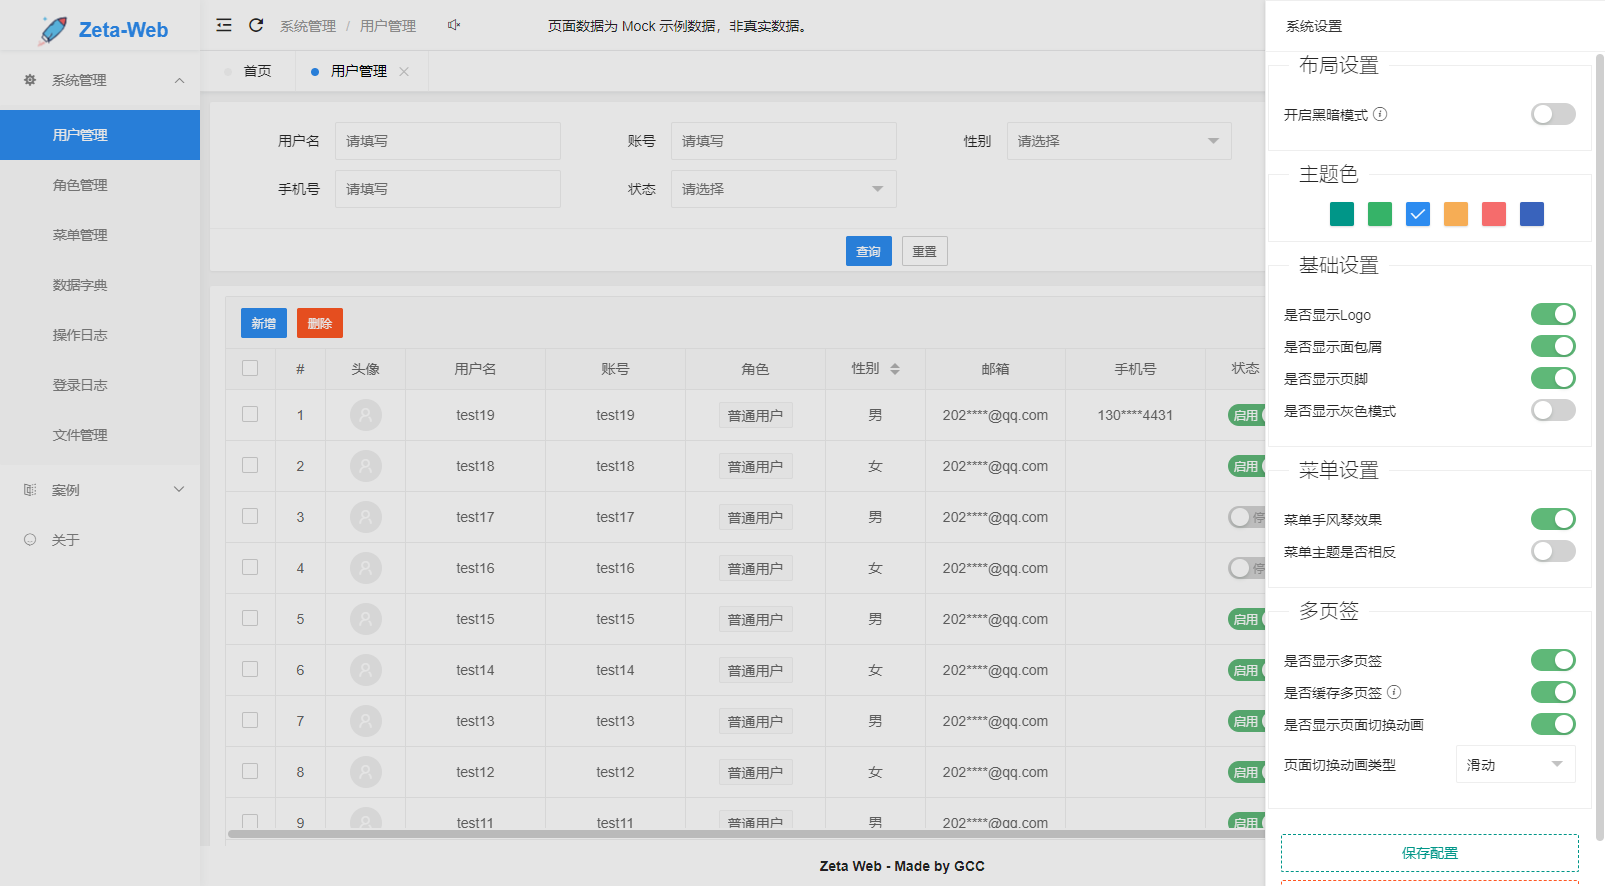 Zeta-Web
系统管理
用户管理
角色管理
菜单管理
数据字典
操作日志
登录日志
文件管理
案例
关于
系统管理 / 用户管理
页面数据为 Mock 示例数据，非真实数据。
首页
用户管理
用户名 请填写 账号 请填写 性别 请选择
手机号 请填写 状态 请选择
查询 重置
新增 删除
# 头像 用户名 账号 角色 性别 邮箱 手机号 状态
1 test19 test19 普通用户 男 202****@qq.com 130****4431 启用
2 test18 test18 普通用户 女 202****@qq.com 启用
3 test17 test17 普通用户 男 202****@qq.com 停
4 test16 test16 普通用户 女 202****@qq.com 停
5 test15 test15 普通用户 男 202****@qq.com 启用
6 test14 test14 普通用户 女 202****@qq.com 启用
7 test13 test13 普通用户 男 202****@qq.com 启用
8 test12 test12 普通用户 女 202****@qq.com 启用
9 test11 test11 普通用户 男 202****@qq.com 启用
Zeta Web - Made by GCC
系统设置
布局设置
开启黑暗模式
主题色
基础设置
是否显示Logo
是否显示面包屑
是否显示页脚
是否显示灰色模式
菜单设置
菜单手风琴效果
菜单主题是否相反
多页签
是否显示多页签
是否缓存多页签
是否显示页面切换动画
页面切换动画类型 滑动
保存配置